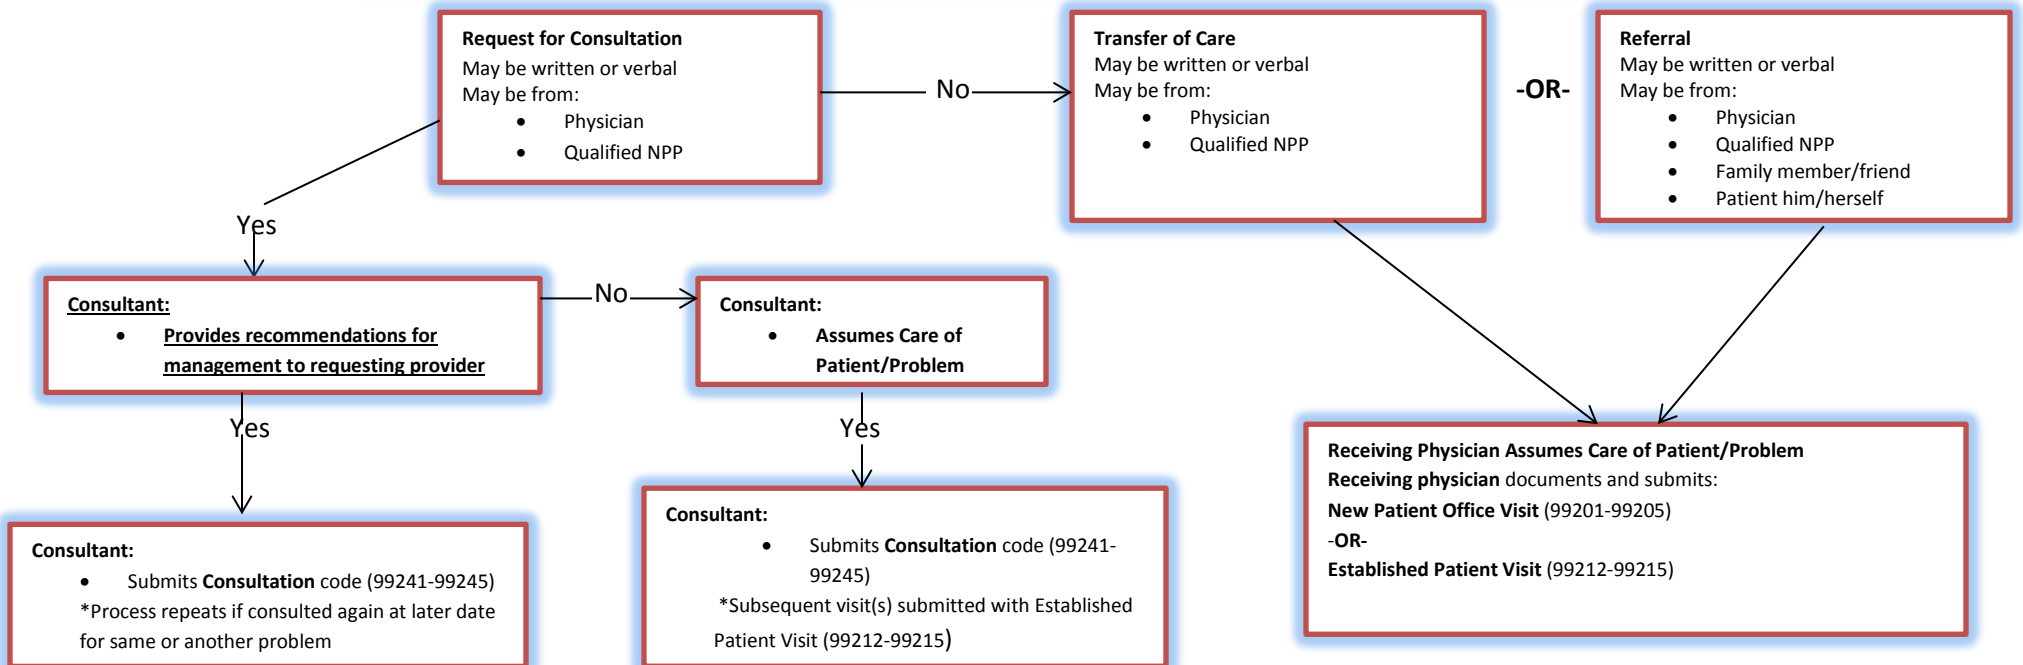 Request for Consultation
May be written or verbal
May be from:
• Physician
• Qualified NPP
No
Transfer of Care
May be written or verbal
May be from:
• Physician
• Qualified NPP
-OR-
Referral
May be written or verbal
May be from:
• Physician
• Qualified NPP
• Family member/friend
• Patient him/herself
Yes
Consultant:
• Provides recommendations for
management to requesting provider
No
Consultant:
• Assumes Care of
Patient/Problem
Yes
Yes
Consultant:
• Submits Consultation code (99241-99245)
*Process repeats if consulted again at later date
for same or another problem
Consultant:
• Submits Consultation code (99241-
99245)
*Subsequent visit(s) submitted with Established
Patient Visit (99212-99215)
Receiving Physician Assumes Care of Patient/Problem
Receiving physician documents and submits:
New Patient Office Visit (99201-99205)
-OR-
Established Patient Visit (99212-99215)